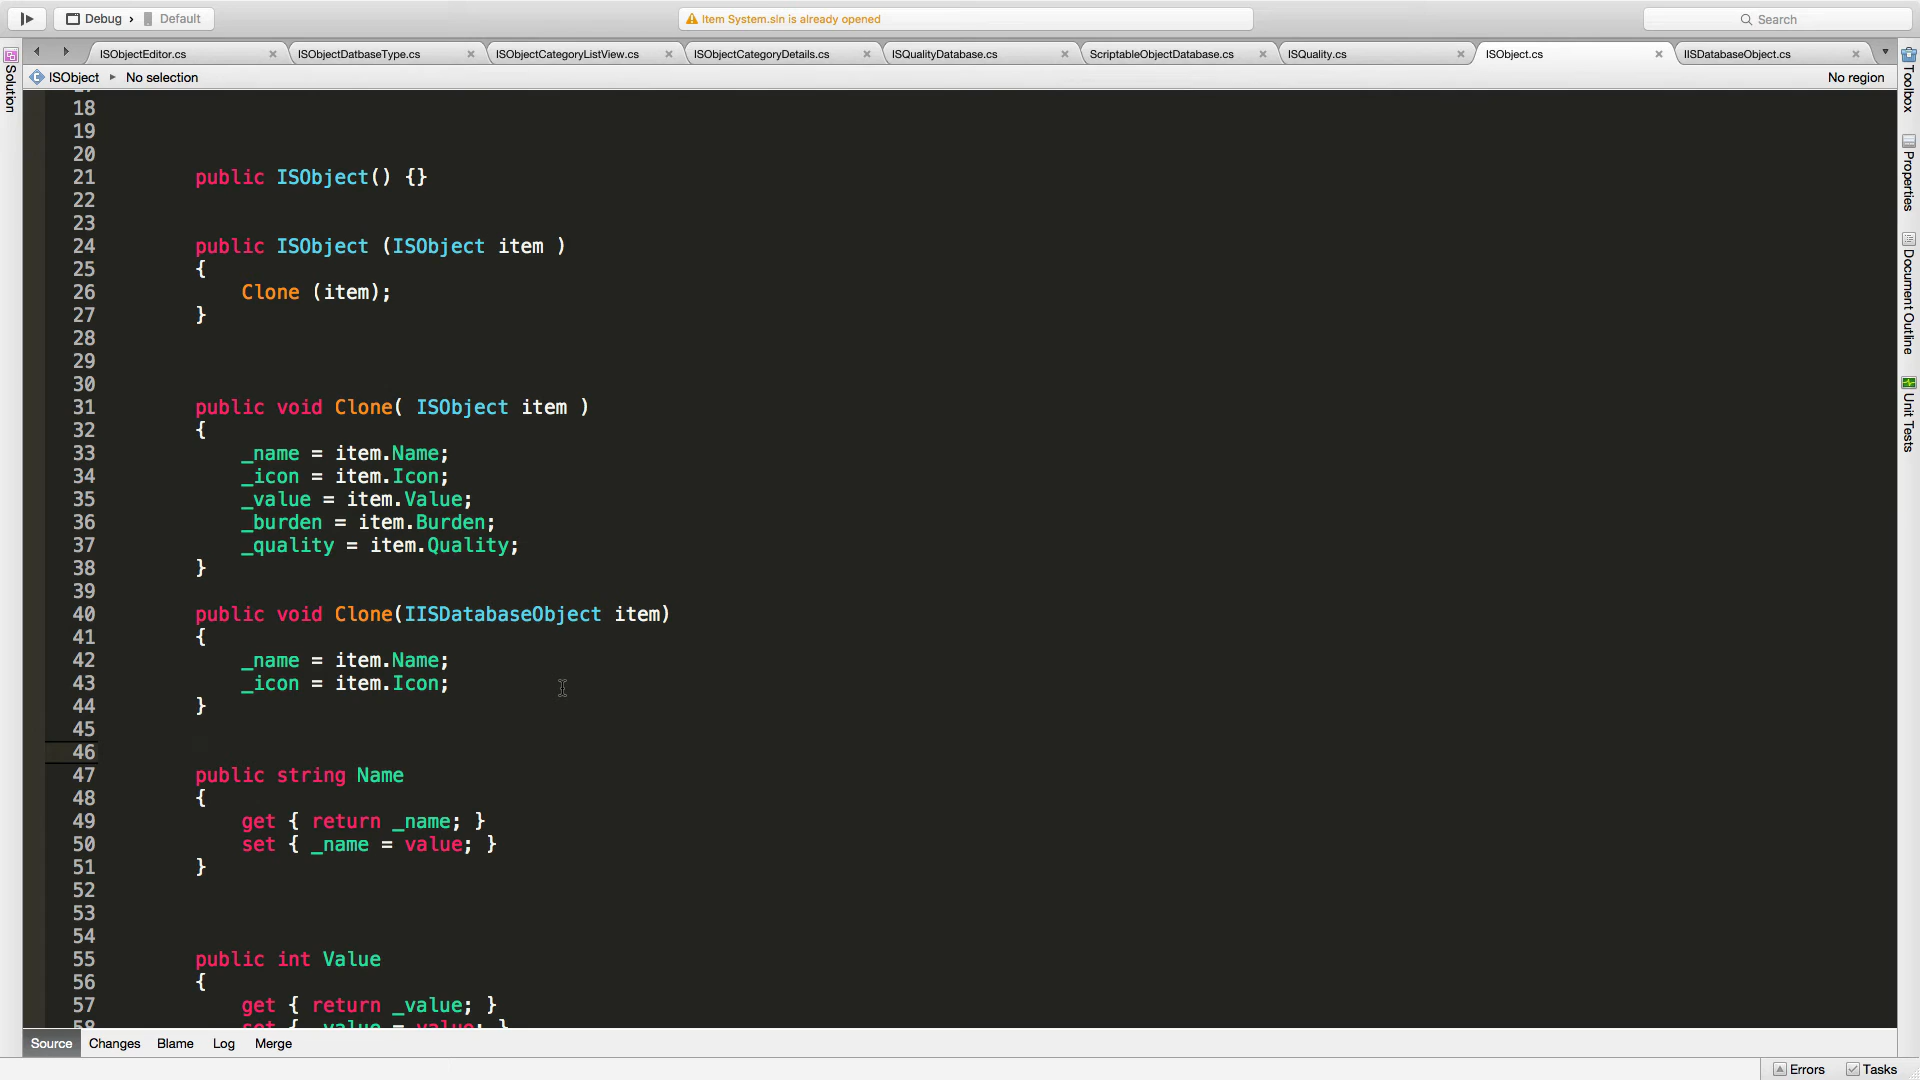 Debug › Default
Item System.sln is already opened
Search
ISObjectEditor.cs
ISObjectDatbaseType.cs
ISObjectCategoryListView.cs
ISObjectCategoryDetails.cs
ISQualityDatabase.cs
ScriptableObjectDatabase.cs
ISQuality.cs
ISObject.cs
IISDatabaseObject.cs
ISObject ▸ No selection
No region
Solution
Toolbox
Properties
Document Outline
Unit Tests
18
19
20
21 public ISObject() {}
22
23
24 public ISObject (ISObject item )
25 {
26 Clone (item);
27 }
28
29
30
31 public void Clone( ISObject item )
32 {
33 _name = item.Name;
34 _icon = item.Icon;
35 _value = item.Value;
36 _burden = item.Burden;
37 _quality = item.Quality;
38 }
39
40 public void Clone(IISDatabaseObject item)
41 {
42 _name = item.Name;
43 _icon = item.Icon;
44 }
45
46
47 public string Name
48 {
49 get { return _name; }
50 set { _name = value; }
51 }
52
53
54
55 public int Value
56 {
57 get { return _value; }
58 set { _value = value; }
Source Changes Blame Log Merge
Errors Tasks